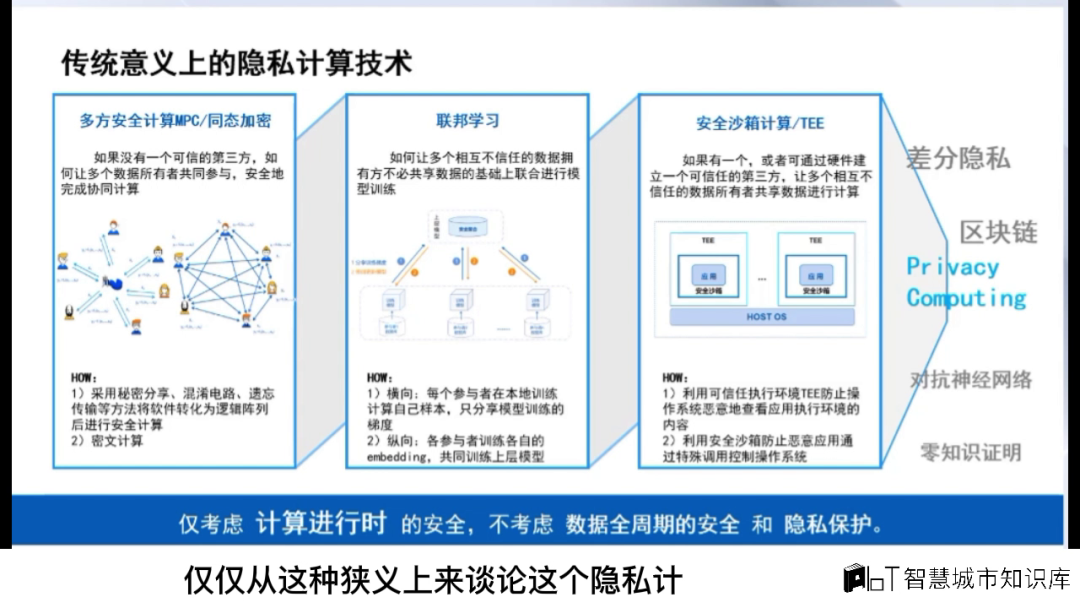 传统意义上的隐私计算技术
多方安全计算MPC/同态加密
如果没有一个可信的第三方，如
何让多个数据所有者共同参与，安全地
完成协同计算
HOW：
1）采用秘密分享、混淆电路、遗忘
传输等方法将软件转化为逻辑阵列
后进行安全计算
2）密文计算
联邦学习
如何让多个相互不信任的数据拥
有方不必共享数据的基础上联合进行模
型训练
HOW：
1）横向：每个参与者在本地训练
计算自己样本，只分享模型训练的
梯度
2）纵向：各参与者训练各自的
embedding，共同训练上层模型
安全沙箱计算/TEE
如果有一个，或者可通过硬件建
立一个可信任的第三方，让多个相互不
信任的数据所有者共享数据进行计算
TEE
应用
安全沙箱
...
TEE
应用
安全沙箱
HOST OS
HOW：
1）利用可信任执行环境TEE防止操
作系统恶意地查看应用执行环境的
内容
2）利用安全沙箱防止恶意应用通
过特殊调用控制操作系统
差分隐私
区块链
Privacy
Computing
对抗神经网络
零知识证明
仅考虑 计算进行时 的安全，不考虑 数据全周期的安全 和 隐私保护。
仅仅从这种狭义上来谈论这个隐私计
IoT智慧城市知识库